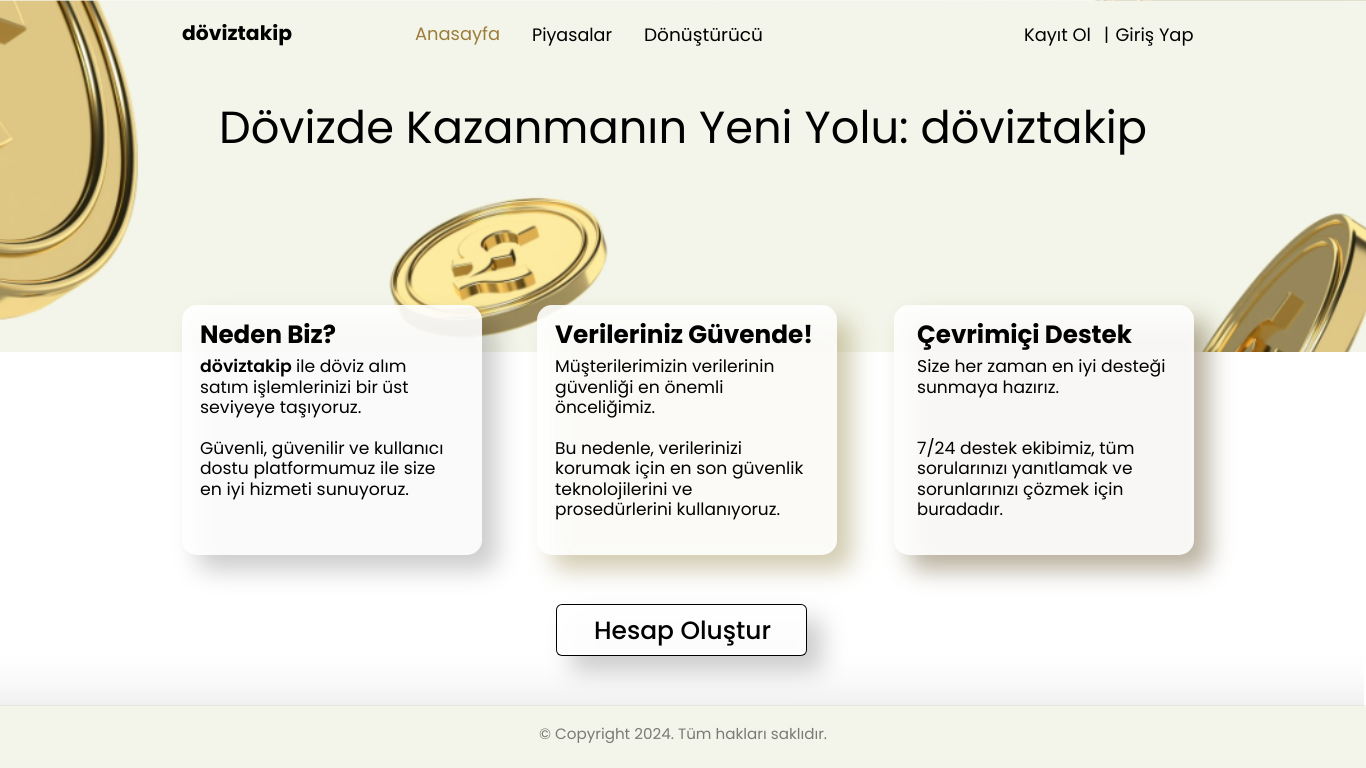 döviztakip Anasayfa Piyasalar Dönüştürücü Kayıt Ol | Giriş Yap
Dövizde Kazanmanın Yeni Yolu: döviztakip
Neden Biz?
döviztakip ile döviz alım
satım işlemlerinizi bir üst
seviyeye taşıyoruz.
Güvenli, güvenilir ve kullanıcı
dostu platformumuz ile size
en iyi hizmeti sunuyoruz.
Verileriniz Güvende!
Müşterilerimizin verilerinin
güvenliği en önemli
önceliğimiz.
Bu nedenle, verilerinizi
korumak için en son güvenlik
teknolojilerini ve
prosedürlerini kullanıyoruz.
Çevrimiçi Destek
Size her zaman en iyi desteği
sunmaya hazırız.
7/24 destek ekibimiz, tüm
sorularınızı yanıtlamak ve
sorunlarınızı çözmek için
buradadır.
Hesap Oluştur
© Copyright 2024. Tüm hakları saklıdır.